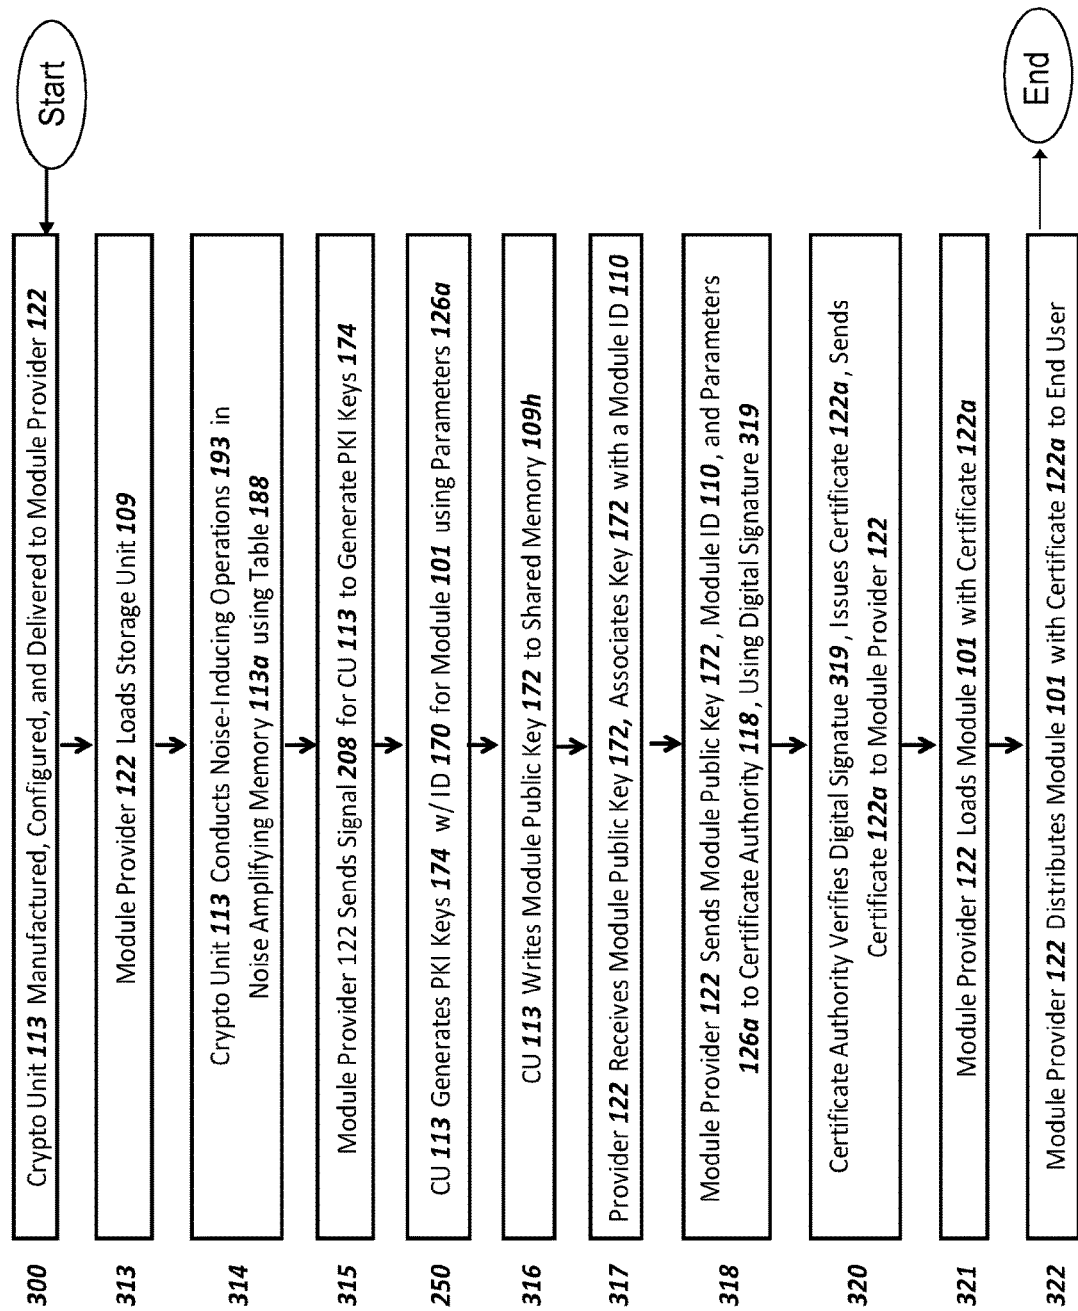 Start
300
Crypto Unit 113 Manufactured, Configured, and Delivered to Module Provider 122
313
Module Provider 122 Loads Storage Unit 109
314
Crypto Unit 113 Conducts Noise-Inducing Operations 193 in
Noise Amplifying Memory 113a using Table 188
315
Module Provider 122 Sends Signal 208 for CU 113 to Generate PKI Keys 174
250
CU 113 Generates PKI Keys 174 w/ ID 170 for Module 101 using Parameters 126a
316
CU 113 Writes Module Public Key 172 to Shared Memory 109h
317
Provider 122 Receives Module Public Key 172, Associates Key 172 with a Module ID 110
318
Module Provider 122 Sends Module Public Key 172, Module ID 110, and Parameters
126a to Certificate Authority 118, Using Digital Signature 319
320
Certificate Authority Verifies Digital Signatue 319, Issues Certificate 122a, Sends
Certificate 122a to Module Provider 122
321
Module Provider 122 Loads Module 101 with Certificate 122a
322
Module Provider 122 Distributes Module 101 with Certificate 122a to End User
End